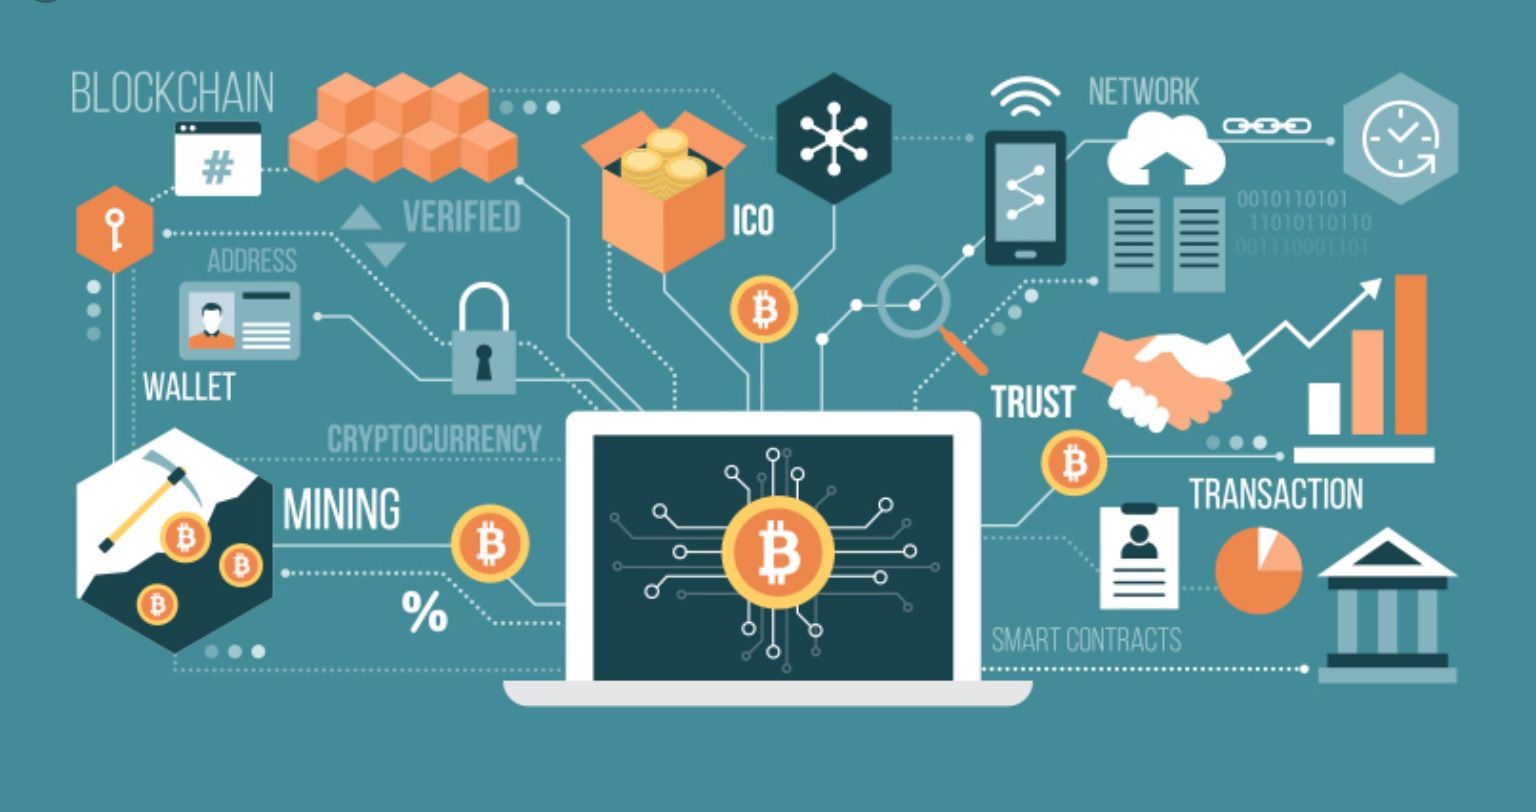 BLOCKCHAIN
NETWORK
#
0010110101
11010110110
001110001101
VERIFIED
ICO
ADDRESS
WALLET
TRUST
CRYPTOCURRENCY
MINING
TRANSACTION
%
SMART CONTRACTS